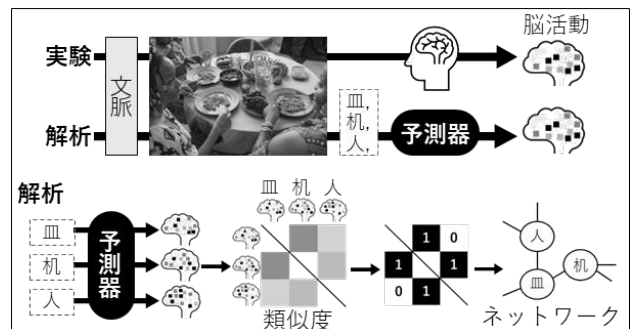 脳活動
実験
文脈
解析
皿,
机,
人,
予測器
解析
皿 机 人
皿
机
人
予測器
1 0
1 1
0 1
類似度
人
机
皿
ネットワーク